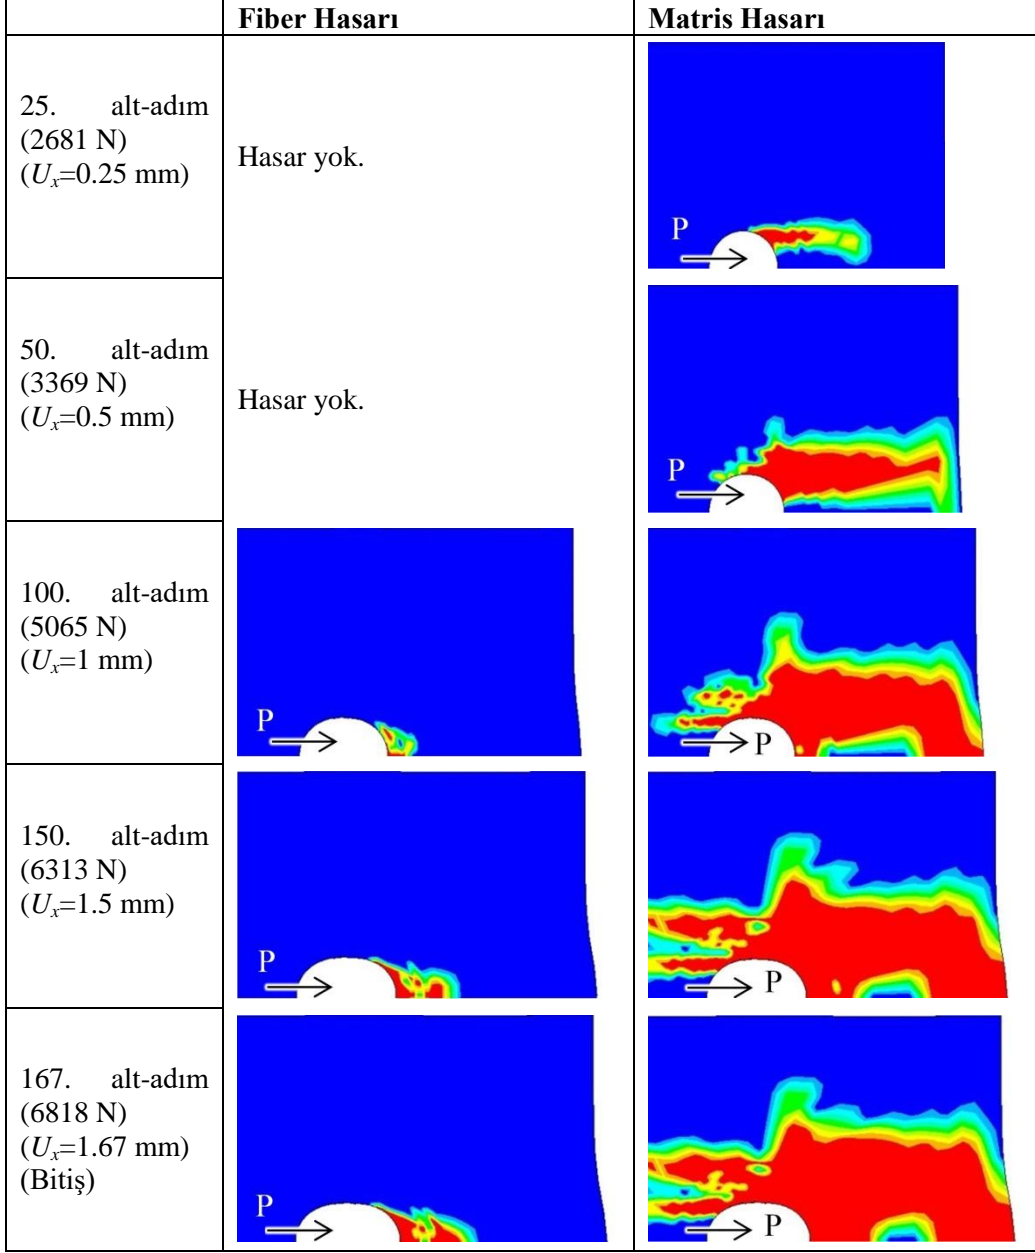 Fiber Hasarı
Matris Hasarı
25. alt-adım
(2681 N)
(Ux=0.25 mm)
Hasar yok.
P
50. alt-adım
(3369 N)
(Ux=0.5 mm)
Hasar yok.
P
100. alt-adım
(5065 N)
(Ux=1 mm)
P
P
150. alt-adım
(6313 N)
(Ux=1.5 mm)
P
P
167. alt-adım
(6818 N)
(Ux=1.67 mm)
(Bitiş)
P
P